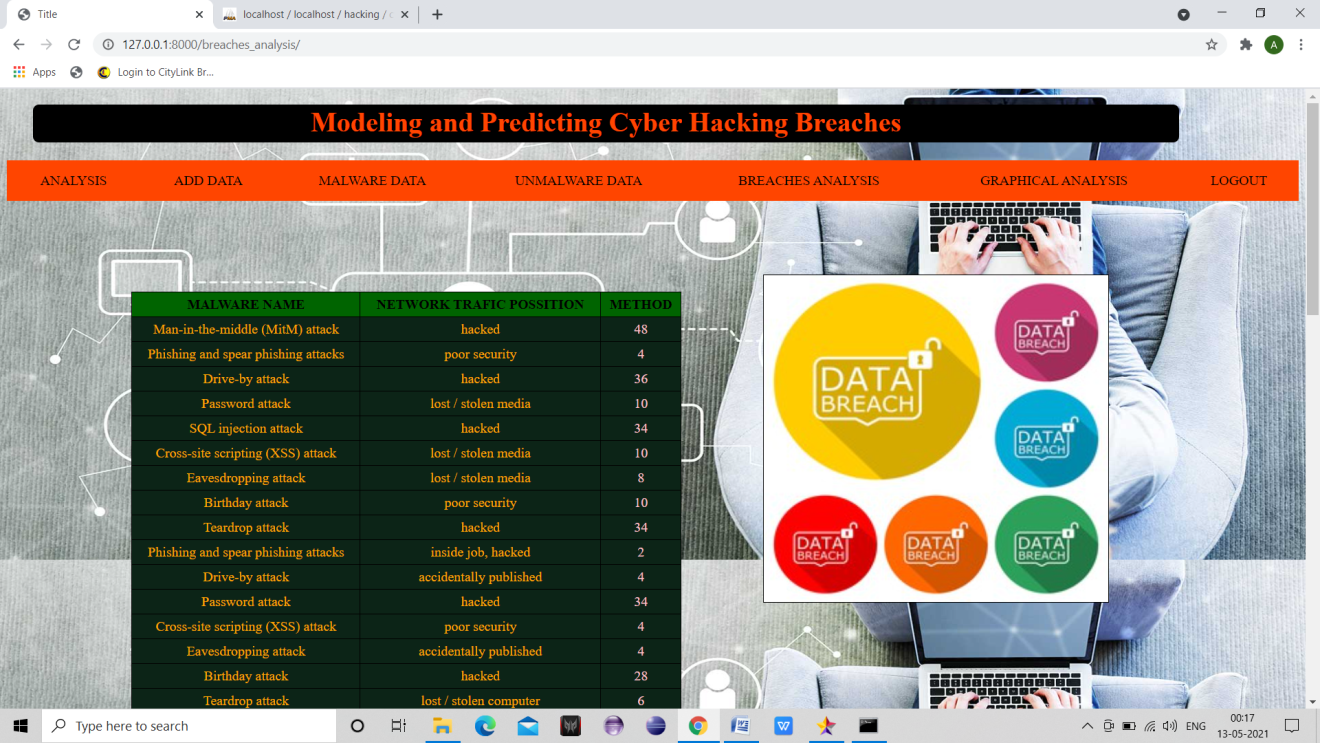 Title
localhost / localhost / hacking /
127.0.0.1:8000/breaches_analysis/
A
Apps
Login to CityLink Br...
Modeling and Predicting Cyber Hacking Breaches
ANALYSIS ADD DATA MALWARE DATA UNMALWARE DATA BREACHES ANALYSIS GRAPHICAL ANALYSIS LOGOUT
MALWARE NAME NETWORK TRAFIC POSSITION METHOD
Man-in-the-middle (MitM) attack hacked 48
Phishing and spear phishing attacks poor security 4
Drive-by attack hacked 36
Password attack lost / stolen media 10
SQL injection attack hacked 34
Cross-site scripting (XSS) attack lost / stolen media 10
Eavesdropping attack lost / stolen media 8
Birthday attack poor security 10
Teardrop attack hacked 34
Phishing and spear phishing attacks inside job, hacked 2
Drive-by attack accidentally published 4
Password attack hacked 34
Cross-site scripting (XSS) attack poor security 4
Eavesdropping attack accidentally published 4
Birthday attack hacked 28
Teardrop attack lost / stolen computer 6
DATA
BREACH
DATA
BREACH
DATA
BREACH
DATA
BREACH
DATA
BREACH
DATA
BREACH
Type here to search
ENG
00:17
13-05-2021